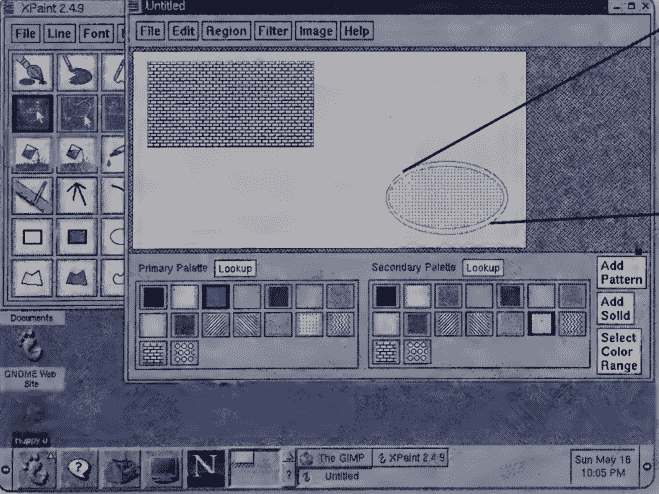 XPaint 2.4.9
Untitled
File Line Font
File Edit Region Filter Image Help
Primary Palette Lookup
Secondary Palette Lookup
Add Pattern
Add Solid
Select Color Range
Documents
GNOME Web Site
N
The GIMP
XPaint 2.4.9
Untitled
Sun May 16
10:05 PM